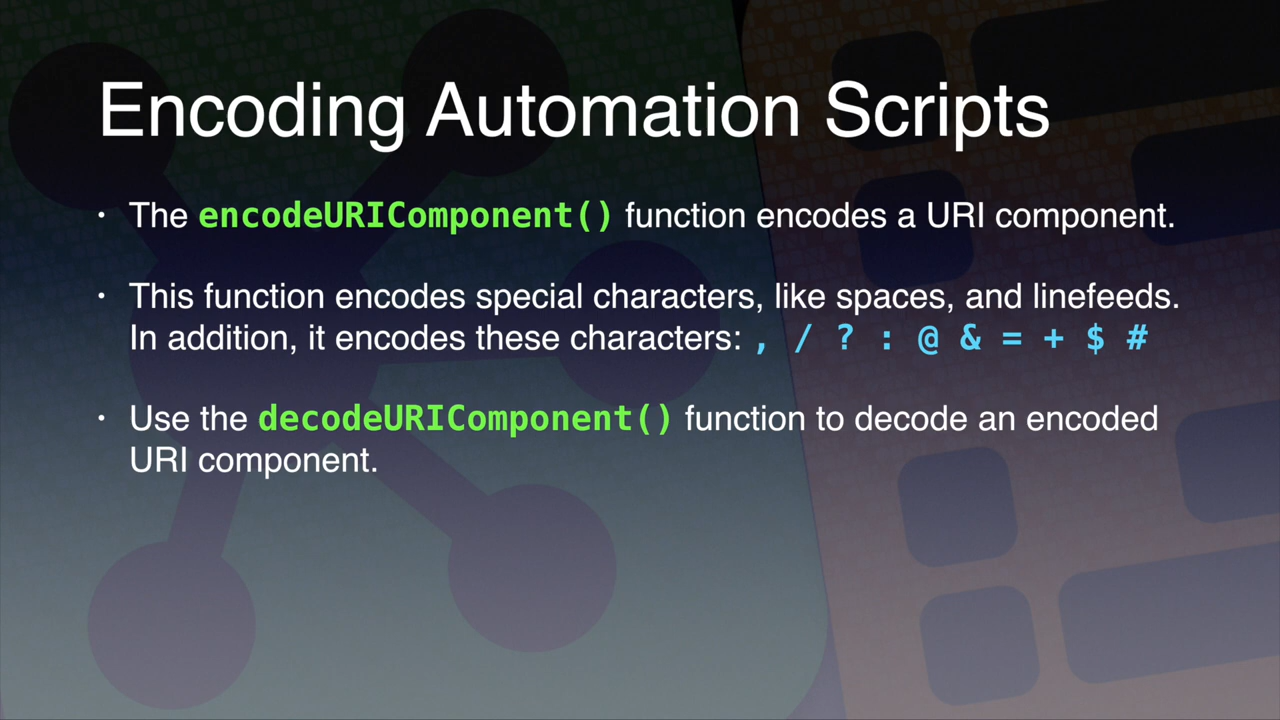 Encoding Automation Scripts
• The encodeURIComponent() function encodes a URI component.
• This function encodes special characters, like spaces, and linefeeds.
In addition, it encodes these characters: , / ? : @ & = + $ #
• Use the decodeURIComponent() function to decode an encoded
URI component.